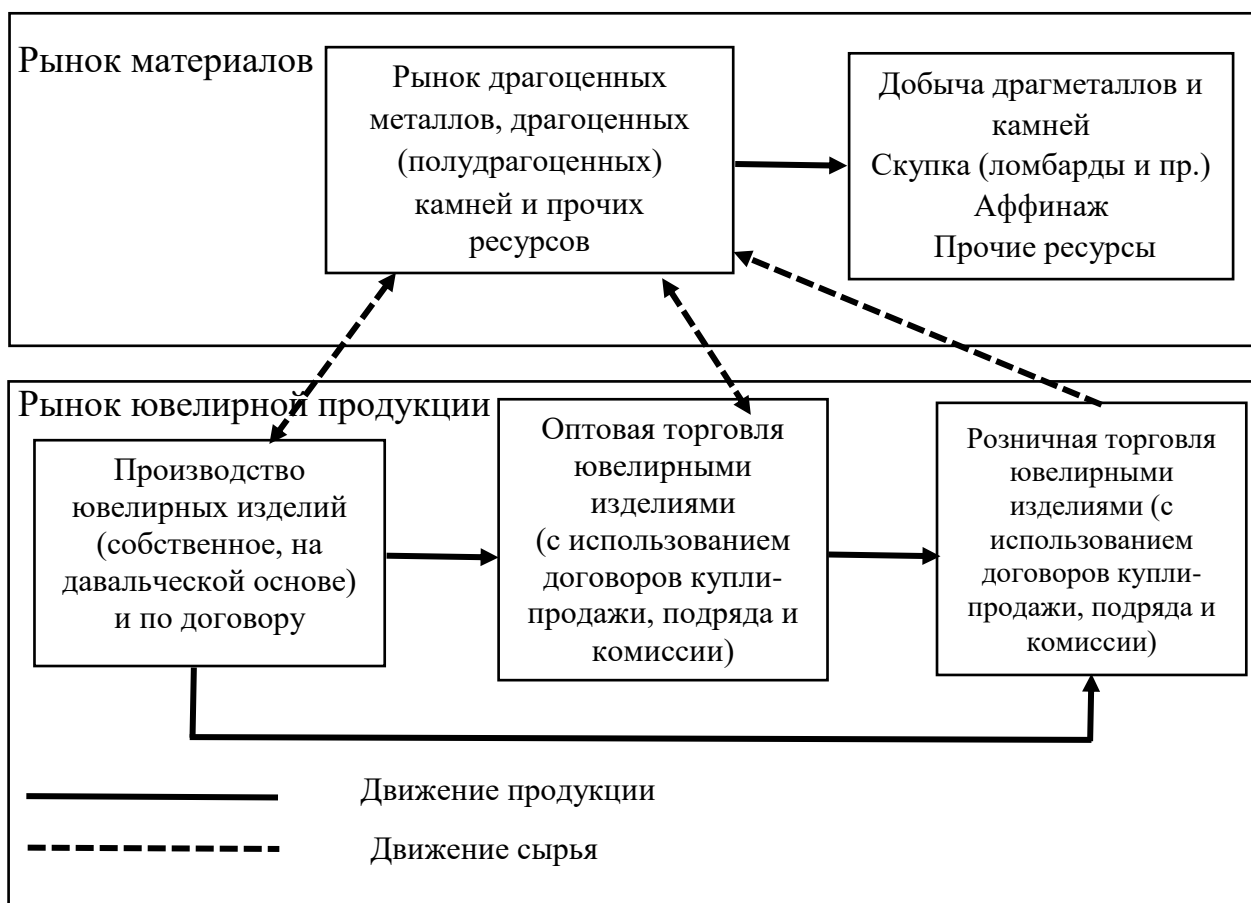 Рынок материалов
Рынок драгоценных
металлов, драгоценных
(полудрагоценных)
камней и прочих
ресурсов
Добыча драгметаллов и
камней
Скупка (ломбарды и пр.)
Аффинаж
Прочие ресурсы
Рынок ювелирной продукции
Производство
ювелирных изделий
(собственное, на
давальческой основе)
и по договору
Оптовая торговля
ювелирными
изделиями
(с использованием
договоров купли-
продажи, подряда и
комиссии)
Розничная торговля
ювелирными
изделиями (с
использованием
договоров купли-
продажи, подряда и
комиссии)
Движение продукции
Движение сырья